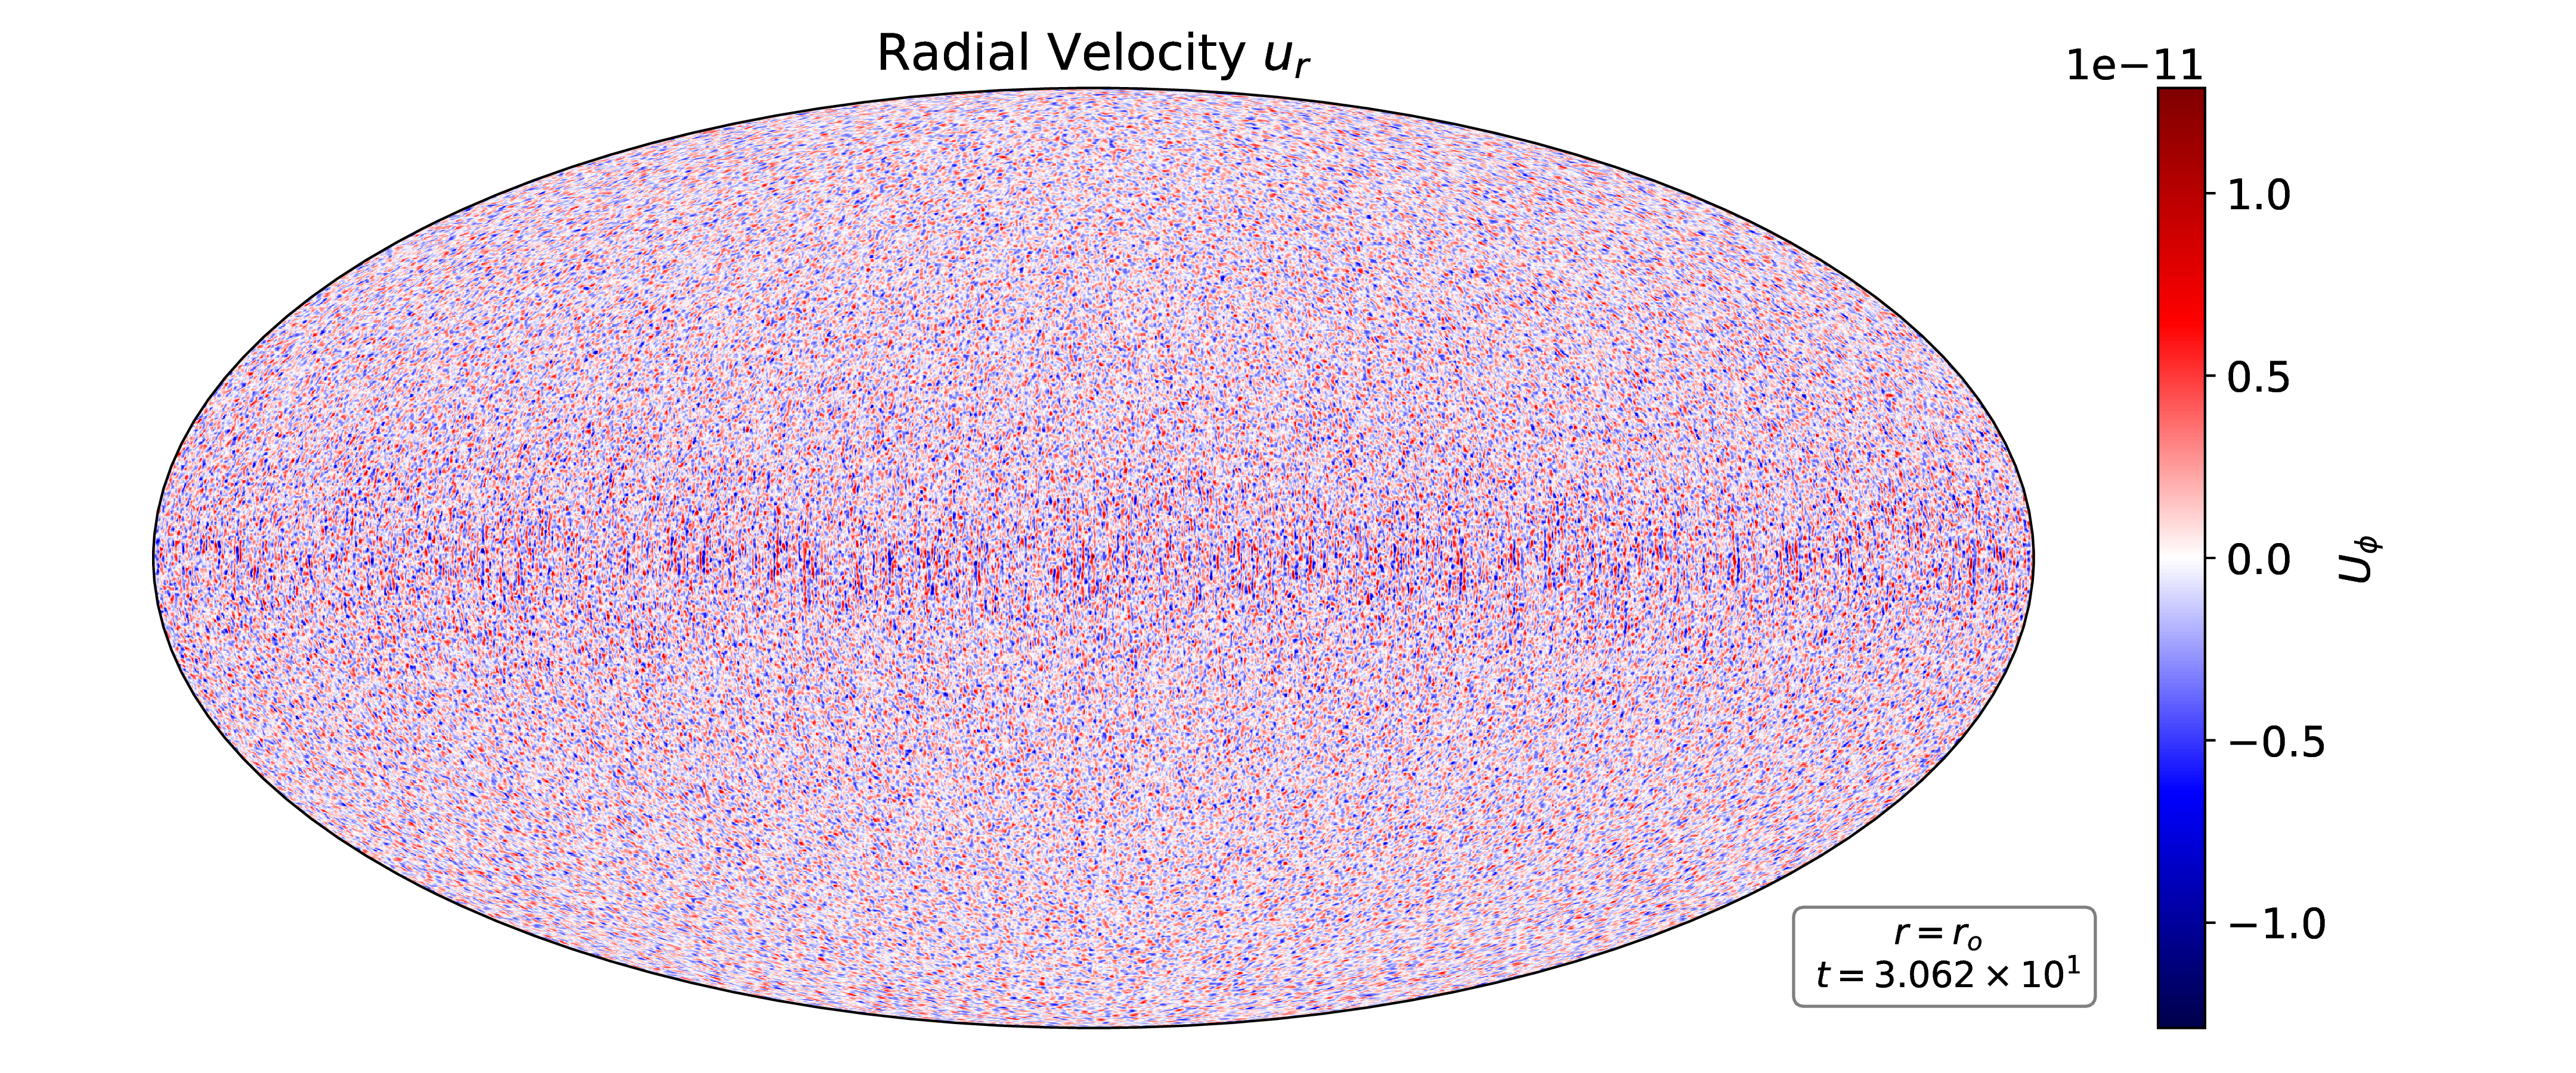 Radial Velocity u_r
1e−11
1.0
0.5
0.0
−0.5
−1.0
U_ϕ
r = r_o
t = 3.062 × 10^1